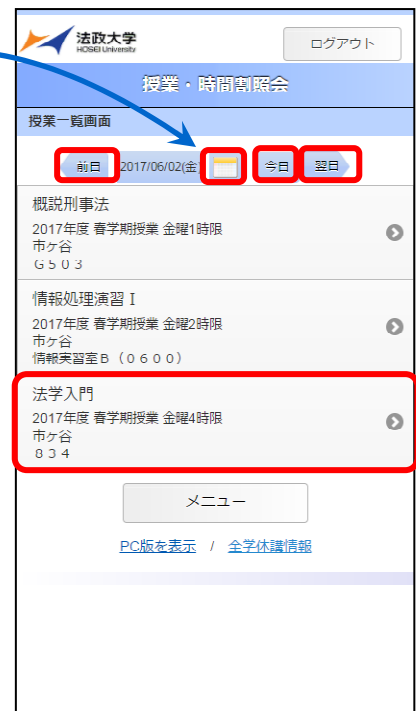 法政大学
HOSEI University
ログアウト
授業・時間割照会
授業一覧画面
前日 2017/06/02(金) 今日 翌日
概説刑事法
2017年度 春学期授業 金曜1時限
市ヶ谷
Ｇ５０３
情報処理演習Ⅰ
2017年度 春学期授業 金曜2時限
市ヶ谷
情報実習室Ｂ（０６００）
法学入門
2017年度 春学期授業 金曜4時限
市ヶ谷
８３４
メニュー
PC版を表示 / 全学休講情報